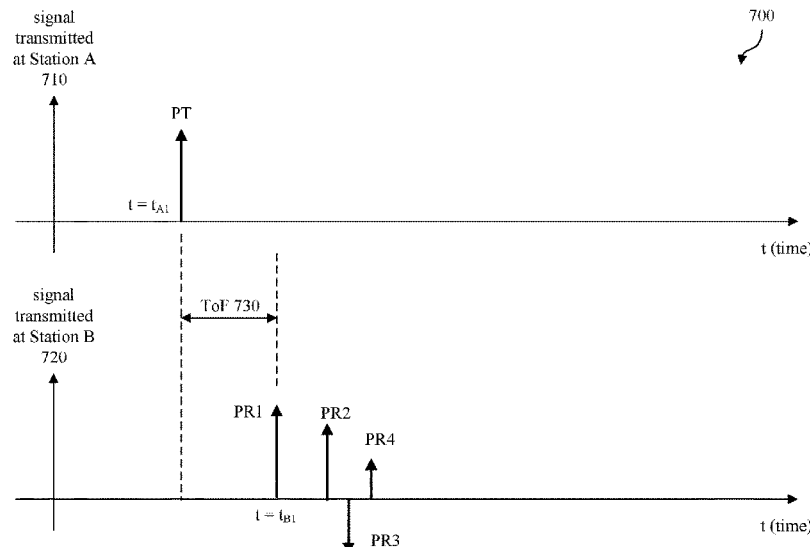 signal
transmitted
at Station A
710
700
PT
t = tA1
t (time)
signal
transmitted
at Station B
720
ToF 730
PR1
PR2
PR4
t = tB1
t (time)
PR3